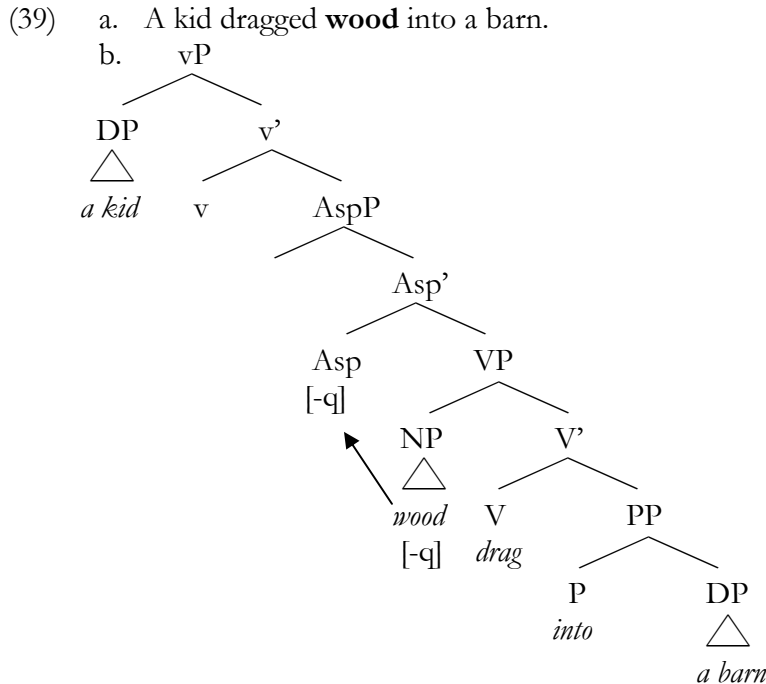 (39) a. A kid dragged wood into a barn.
b. vP
DP v’
a kid v AspP
Asp’
Asp VP
[-q]
NP V’
wood V PP
[-q] drag
P DP
into
a barn